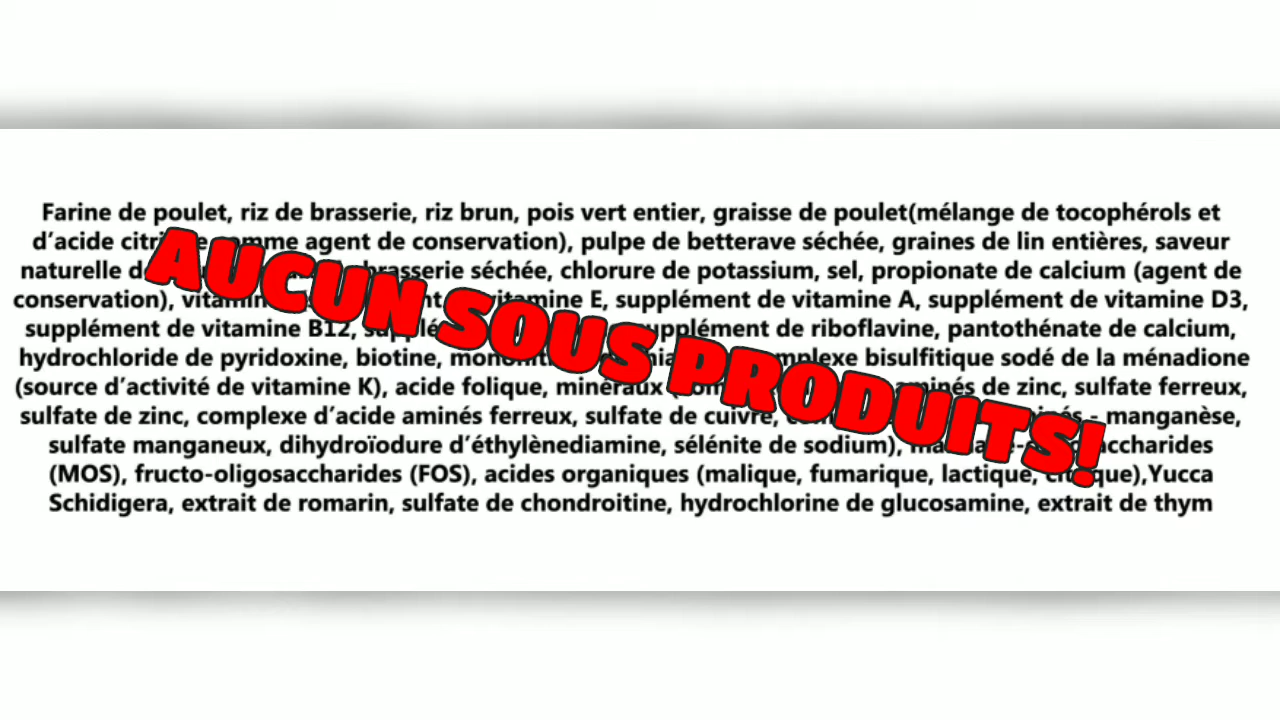 Farine de poulet, riz de brasserie, riz brun, pois vert entier, graisse de poulet(mélange de tocophérols et
d’acide comme agent de conservation), pulpe de betterave séchée, graines de lin entières, saveur
naturelle brasserie séchée, chlorure de potassium, sel, propionate de calcium (agent de
conservation), vitamine E, supplément de vitamine A, supplément de vitamine D3,
supplément de vitamine B12, supplément de riboflavine, pantothénate de calcium,
hydrochloride de pyridoxine, biotine, complexe bisulfitique sodé de la ménadione
(source d’activité de vitamine K), acide folique, minéraux aminés de zinc, sulfate ferreux,
sulfate de zinc, complexe d’acide aminés ferreux, sulfate de cuivre, - manganèse,
sulfate manganeux, dihydroïodure d’éthylènediamine, sélénite de sodium),
(MOS), fructo-oligosaccharides (FOS), acides organiques (malique, fumarique, lactique, citrique),Yucca
Schidigera, extrait de romarin, sulfate de chondroitine, hydrochlorine de glucosamine, extrait de thym
AUCUN SOUS PRODUITS!